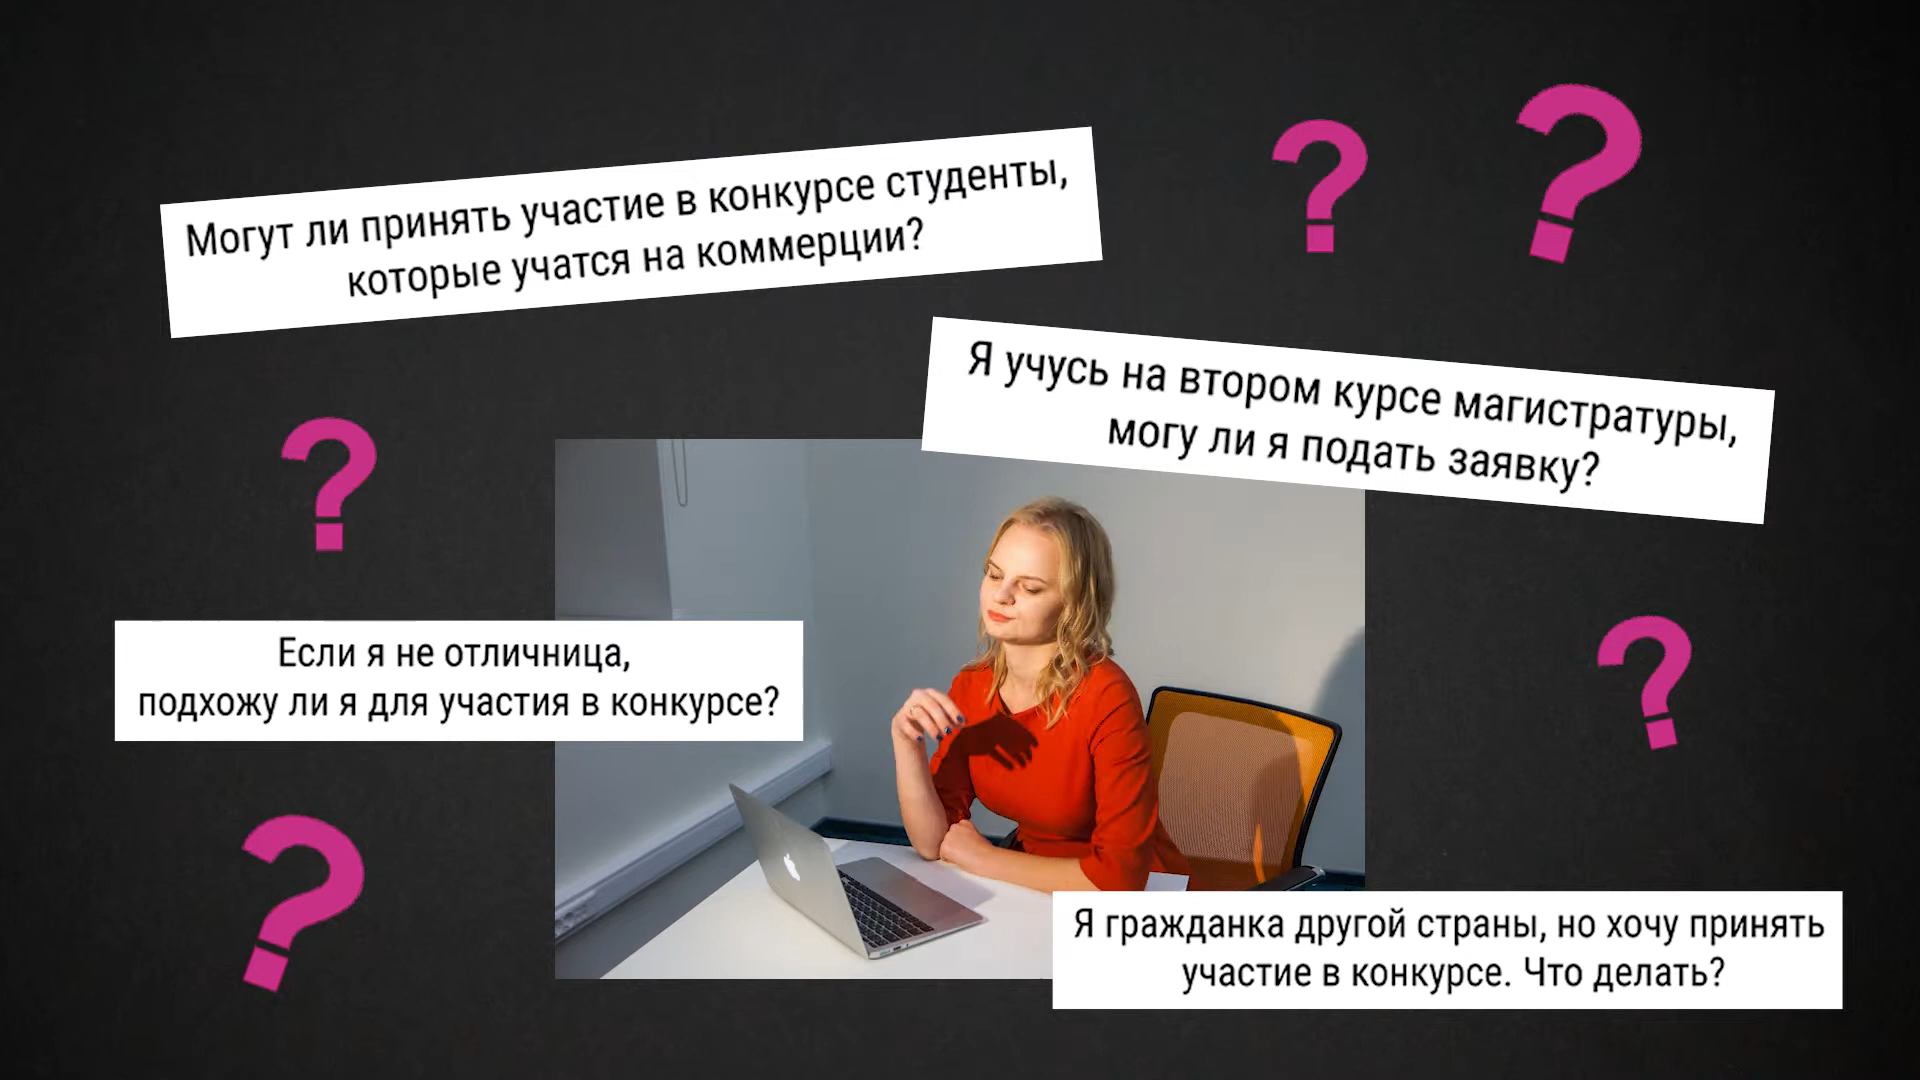 Могут ли принять участие в конкурсе студенты,
которые учатся на коммерции?
Я учусь на втором курсе магистратуры,
могу ли я подать заявку?
Если я не отличница,
подхожу ли я для участия в конкурсе?
Я гражданка другой страны, но хочу принять
участие в конкурсе. Что делать?